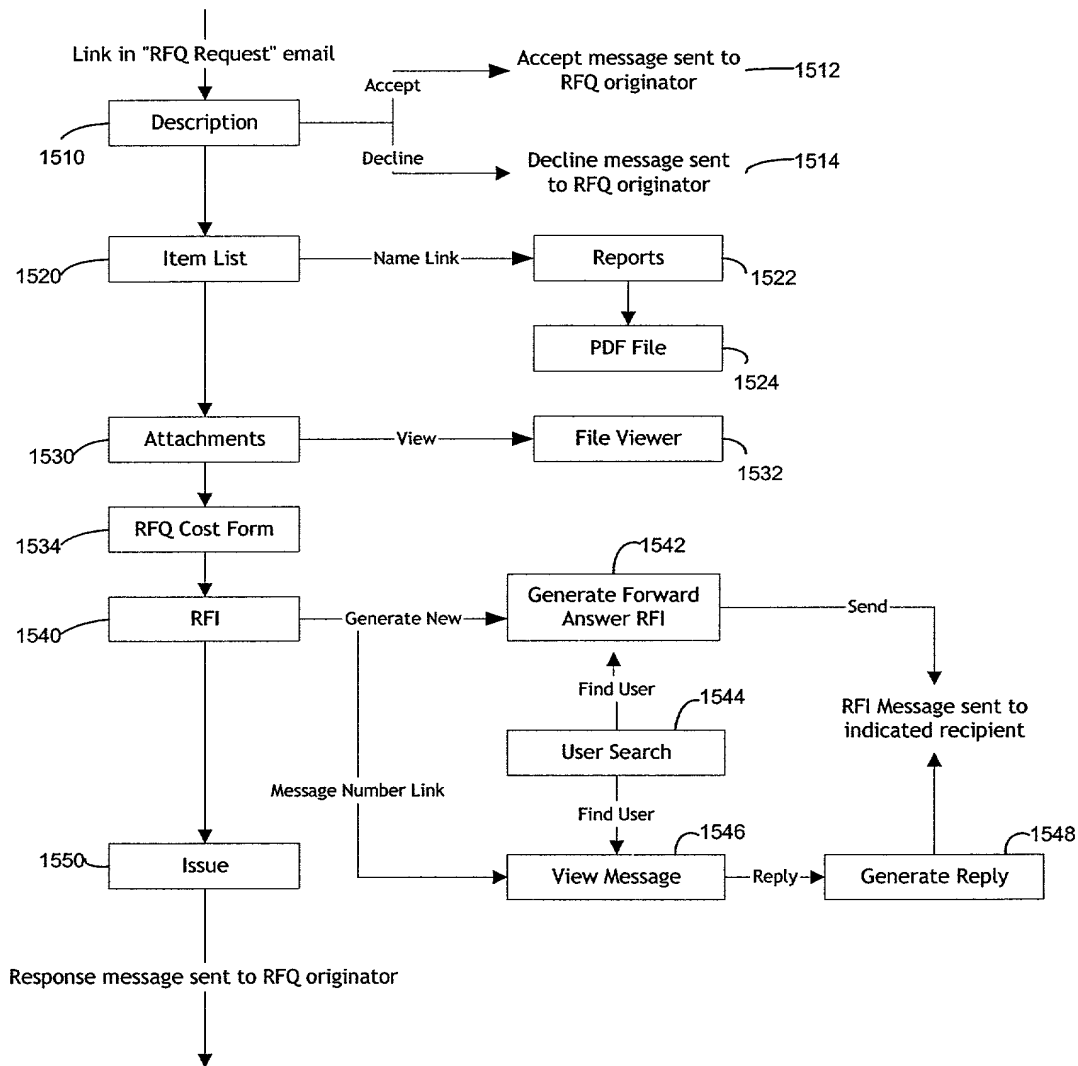 Link in "RFQ Request" email
Accept message sent to
RFQ originator
1512
Accept
Description
1510
Decline
Decline message sent
to RFQ originator
1514
Item List
1520
Name Link
Reports
1522
PDF File
1524
Attachments
1530
View
File Viewer
1532
RFQ Cost Form
1534
1542
RFI
1540
Generate New
Generate Forward
Answer RFI
Send
Find User
1544
RFI Message sent to
indicated recipient
User Search
Message Number Link
Find User
1546
1548
1550
Issue
View Message
Reply
Generate Reply
Response message sent to RFQ originator